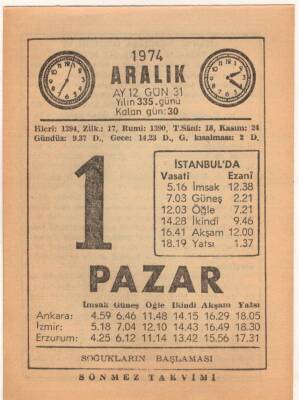 1974
ARALIK
AY 12 GÜN 31
Yılın 335. günü
Kalan gün: 30
Hicri: 1394, Zilk.: 17, Rumi: 1390, T.Sâni: 18, Kasım: 24
Gündüz: 9.37 D., Gece: 14.23 D., G. kısalması: 2 D.
1
İSTANBUL'DA
Vasati Ezanî
5.16 İmsak 12.38
7.03 Güneş 2.21
12.03 Öğle 7.21
14.28 İkindi 9.46
16.41 Akşam 12.00
18.19 Yatsı 1.37
PAZAR
İmsak Güneş Öğle İkindi Akşam Yatsı
Ankara: 4.59 6.46 11.48 14.15 16.29 18.05
İzmir: 5.18 7.04 12.10 14.43 16.49 18.30
Erzurum: 4.25 6.12 11.14 13.42 15.56 17.31
SOĞUKLARIN BAŞLAMASI
SÖNMEZ TAKVİMİ